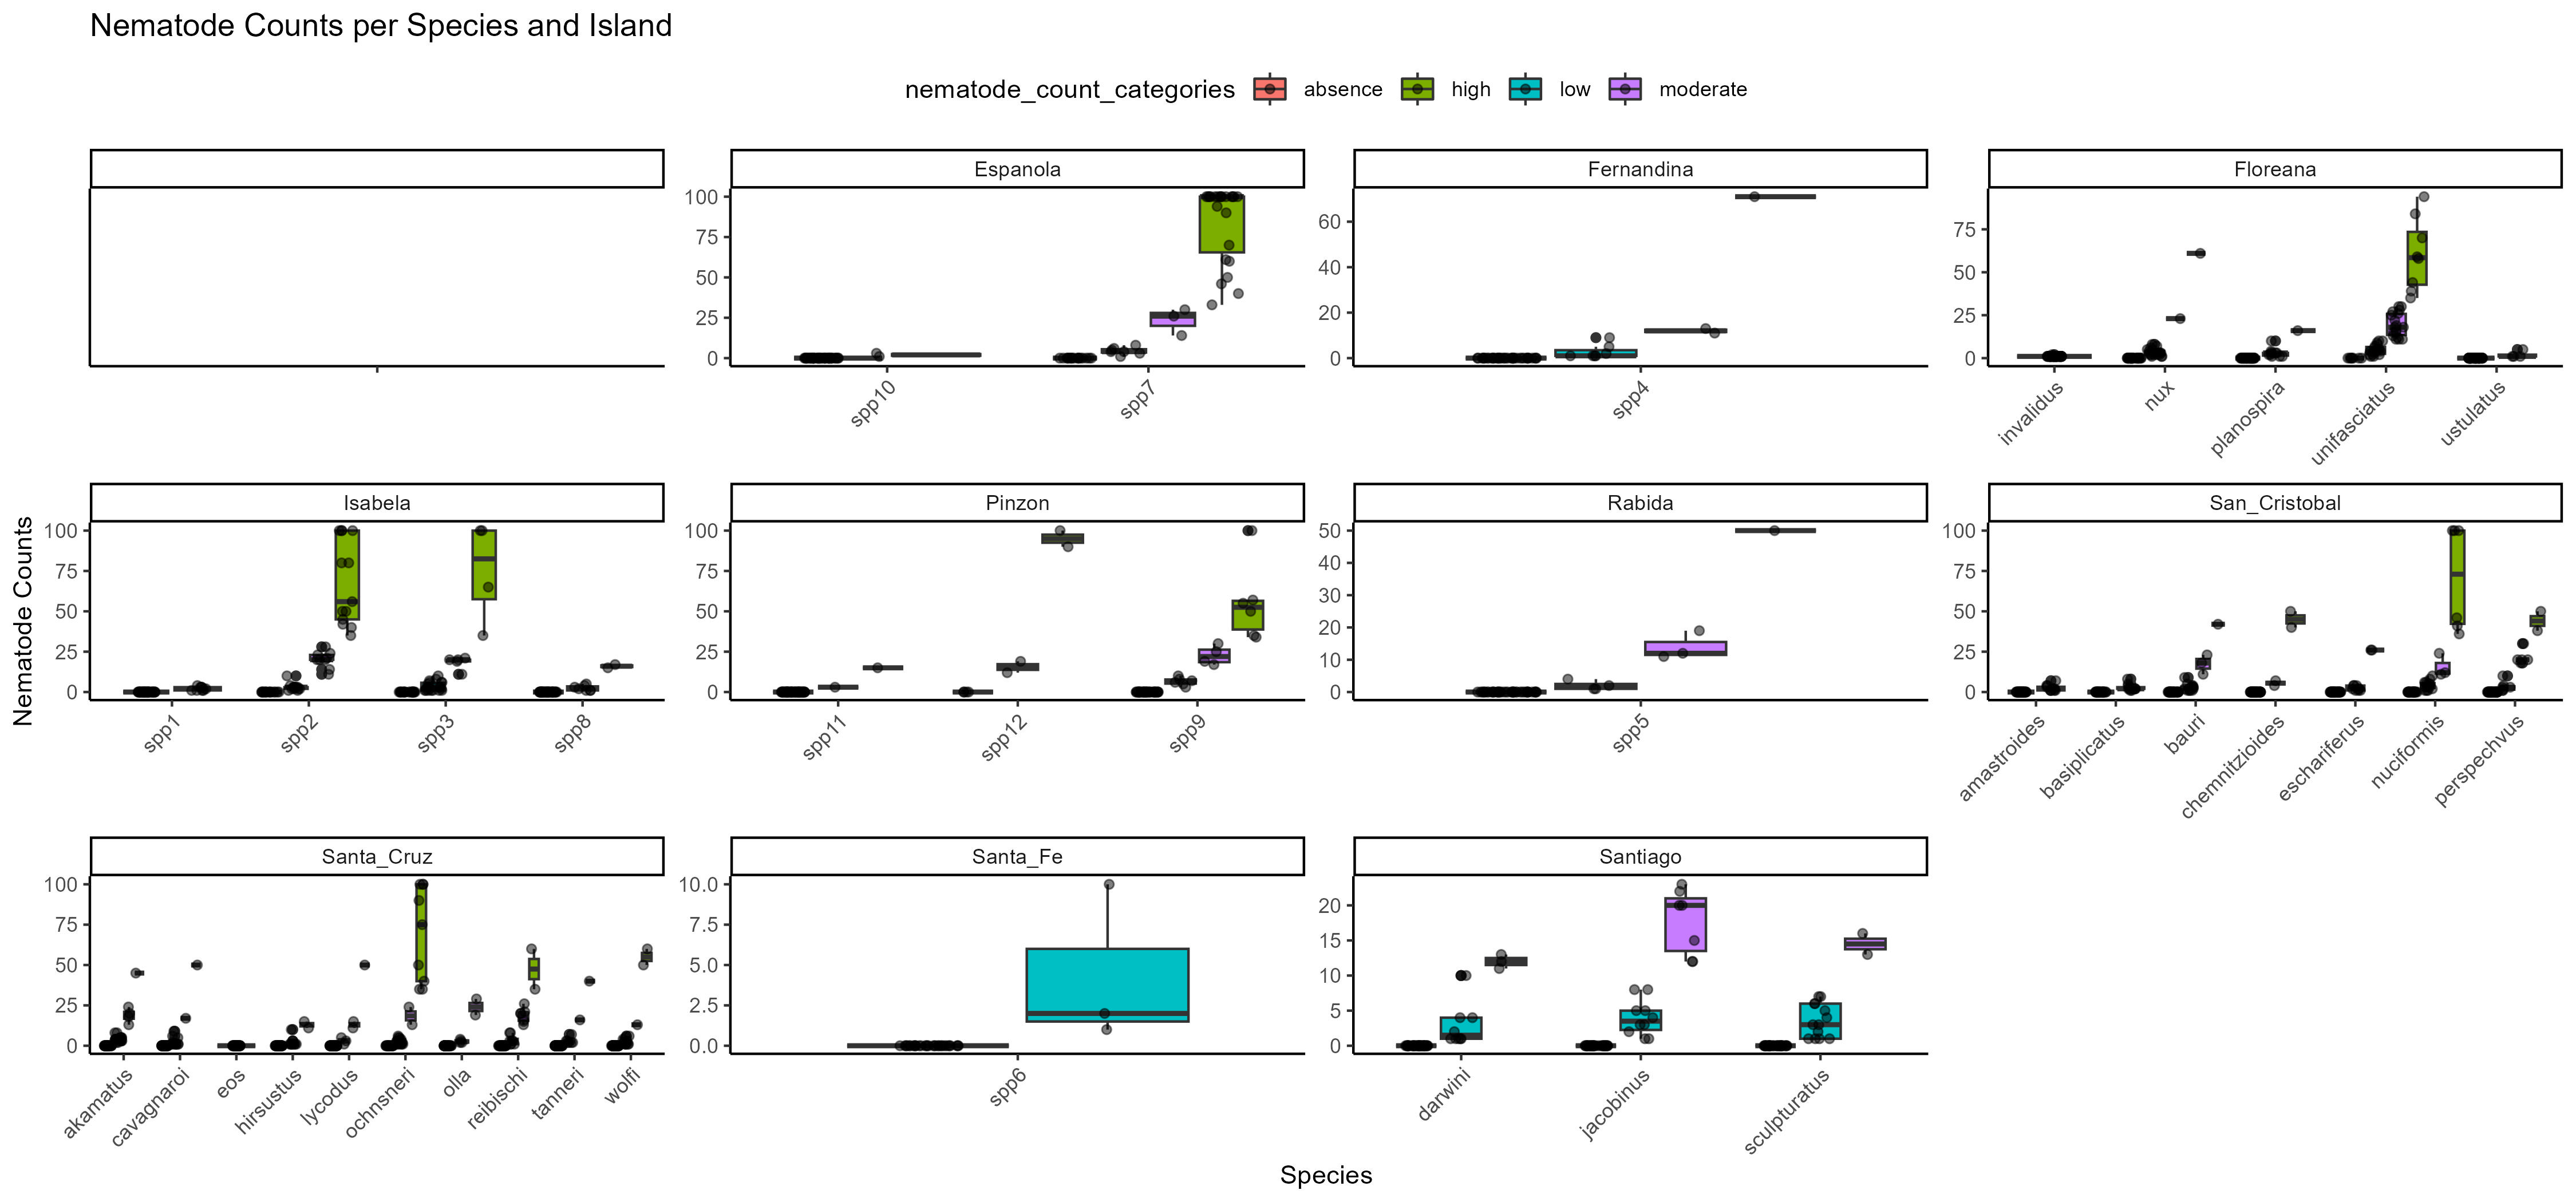 Nematode Counts per Species and Island
nematode_count_categories absence high low moderate
Espanola
100
75
50
25
0
spp10 spp7
Fernandina
60
40
20
0
spp4
Floreana
75
50
25
0
invalidus nux planospira unifasciatus ustulatus
Nematode Counts
Isabela
100
75
50
25
0
spp1 spp2 spp3 spp8
Pinzon
100
75
50
25
0
spp11 spp12 spp9
Rabida
50
40
30
20
10
0
spp5
San_Cristobal
100
75
50
25
0
amastroides basiplicatus bauri chemnitzioides eschariferus nuciformis perspechvus
Santa_Cruz
100
75
50
25
0
akamatus cavagnaroi eos hirsustus lycodus ochnsneri olla reibischi tanneri wolfi
Santa_Fe
10.0
7.5
5.0
2.5
0.0
spp6
Santiago
20
15
10
5
0
darwini jacobinus sculpturatus
Species